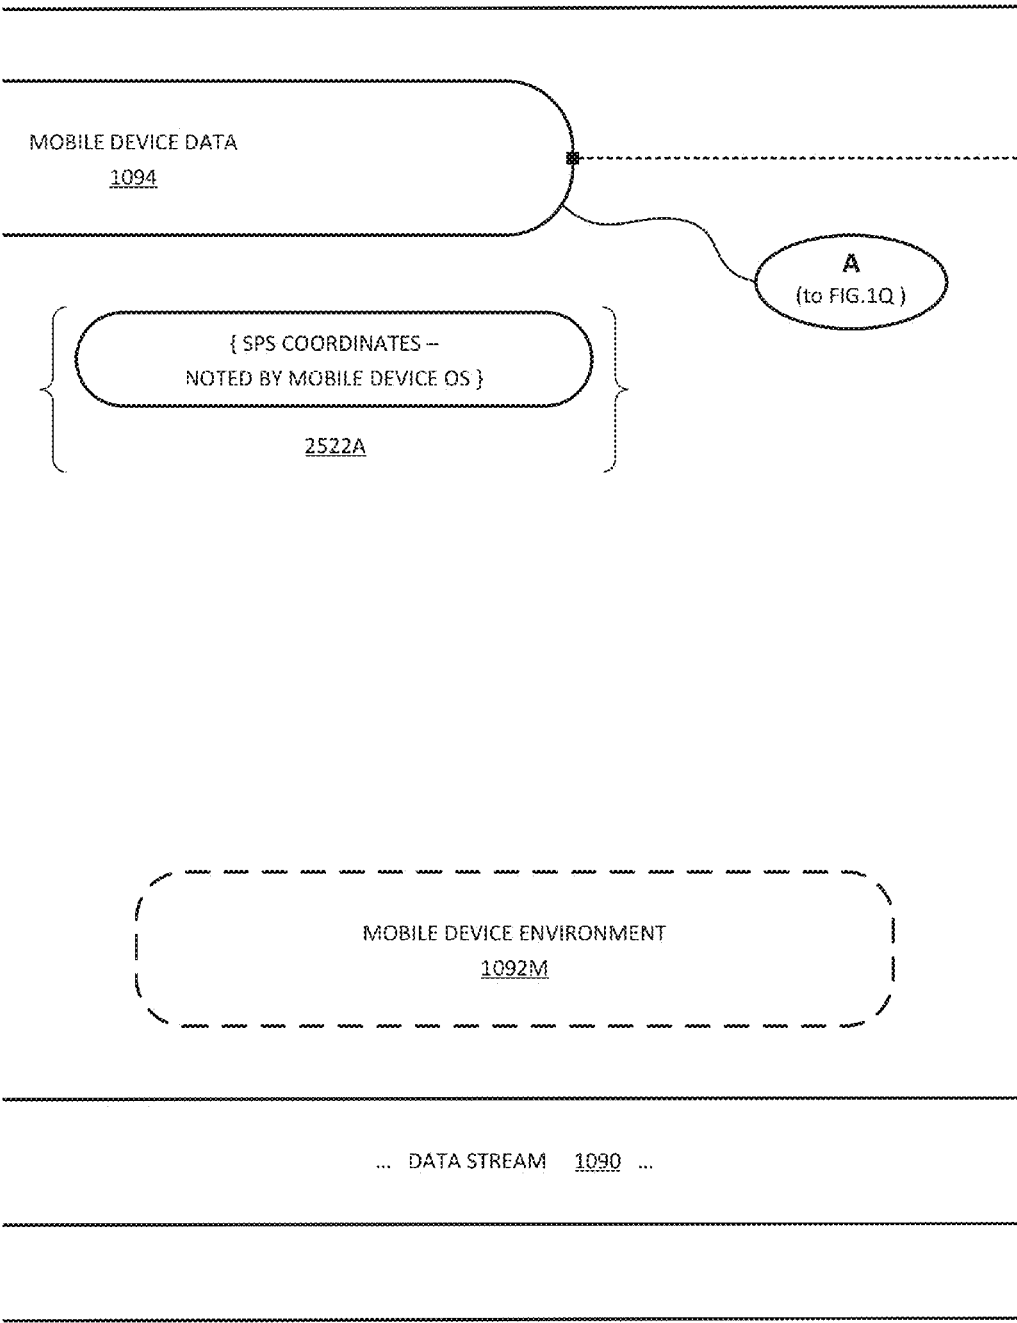 MOBILE DEVICE DATA
1094
A
(to FIG.1Q )
{ SPS COORDINATES –
NOTED BY MOBILE DEVICE OS }
2522A
MOBILE DEVICE ENVIRONMENT
1092M
... DATA STREAM 1090 ...